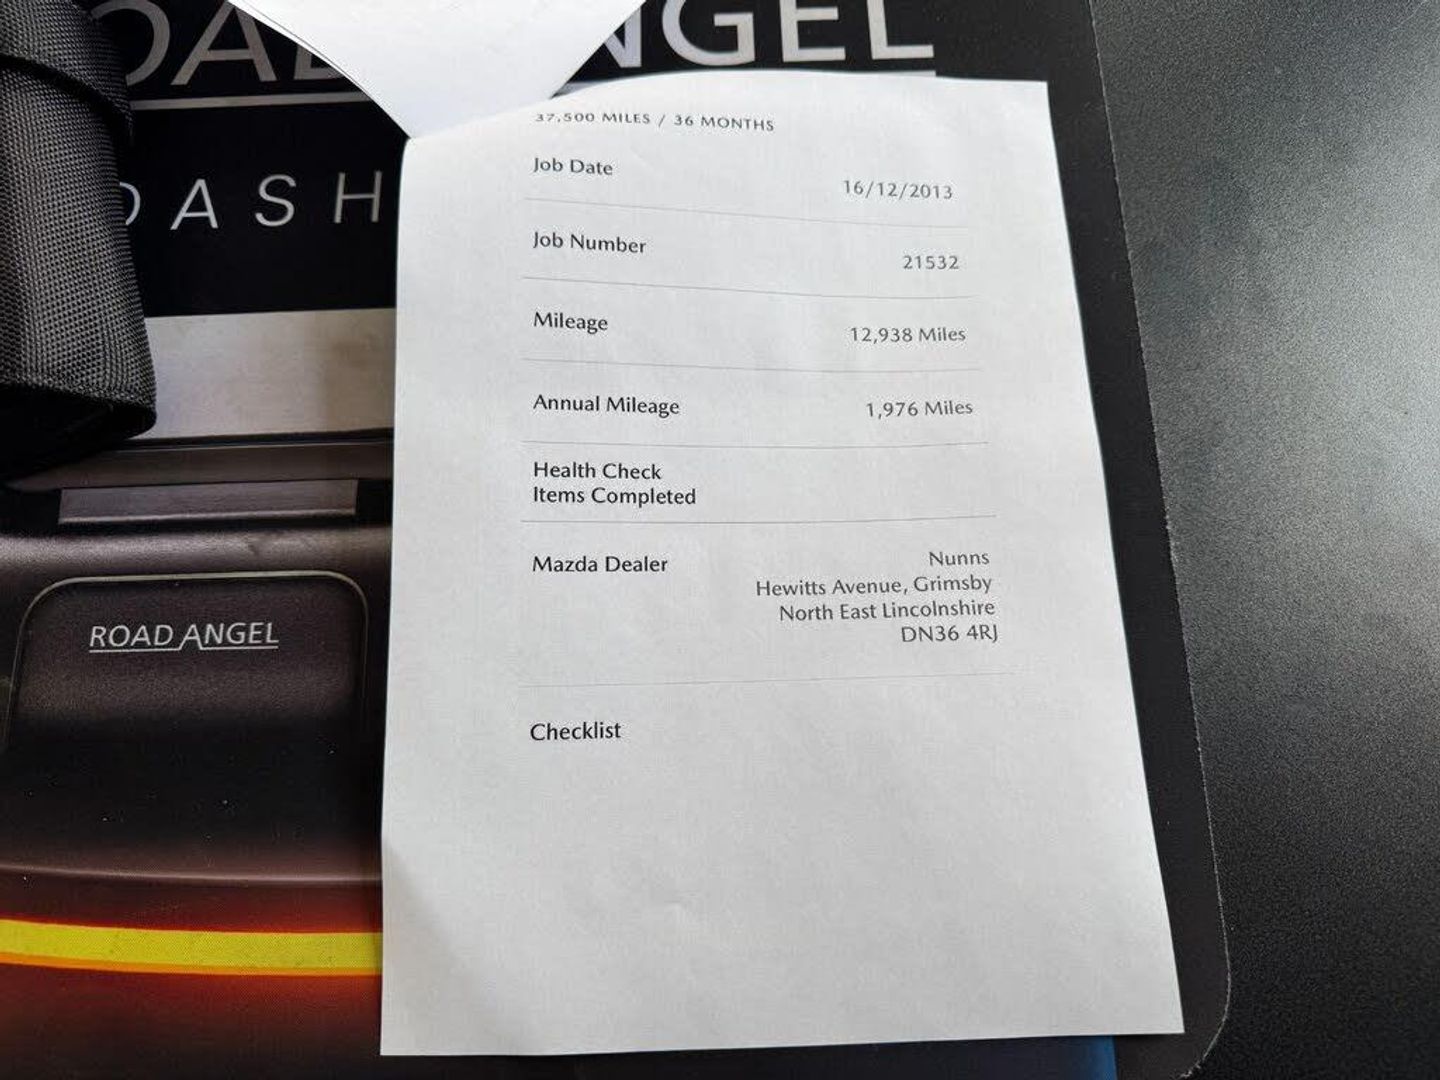 ANGEL
DASH
37,500 MILES / 36 MONTHS
Job Date 16/12/2013
Job Number 21532
Mileage 12,938 Miles
Annual Mileage 1,976 Miles
Health Check
Items Completed
Mazda Dealer Nunns
Hewitts Avenue, Grimsby
North East Lincolnshire
DN36 4RJ
Checklist
ROAD ANGEL